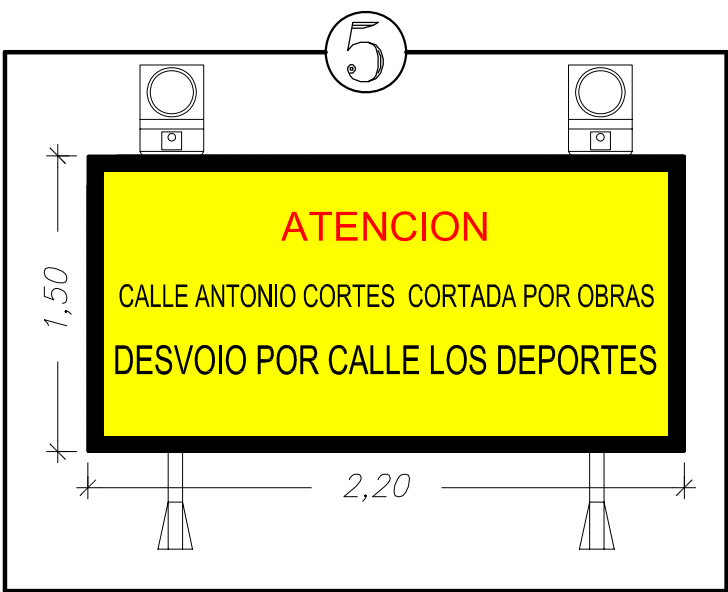 5
ATENCION
CALLE ANTONIO CORTES CORTADA POR OBRAS
DESVOIO POR CALLE LOS DEPORTES
1,50
2,20